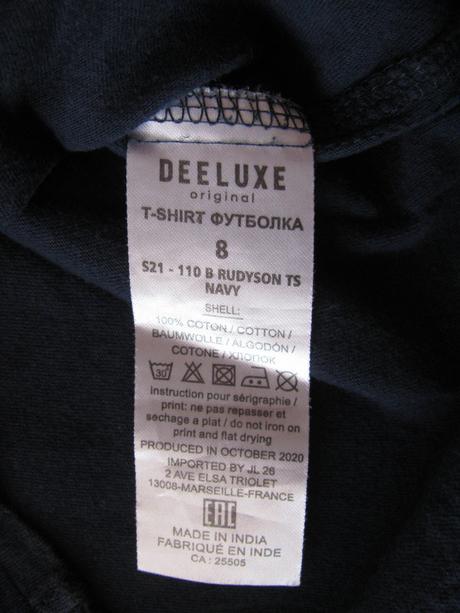 DEELUXE
original
T-SHIRT ФУТБОЛКА
8
S21 - 110 B RUDYSON TS
NAVY
SHELL:
100% COTON / COTTON /
BAUMWOLLE / ALGODÓN /
COTONE / ХЛОПОК
30
Instruction pour sérigraphie /
print: ne pas repasser et
sechage a plat / do not iron on
print and flat drying
PRODUCED IN OCTOBER 2020
IMPORTED BY JL 26
2 AVE ELSA TRIOLET
13008-MARSEILLE-FRANCE
EAC
MADE IN INDIA
FABRIQUÉ EN INDE
CA : 25505